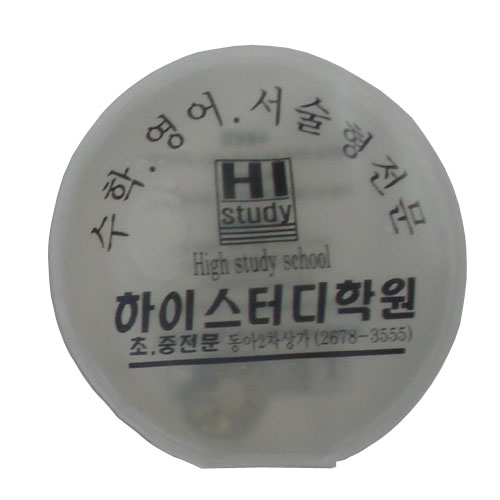 수학.영어.서술형전문
HI
study
High study school
하이스터디학원
초,중전문 동아2차상가(2678-3555)